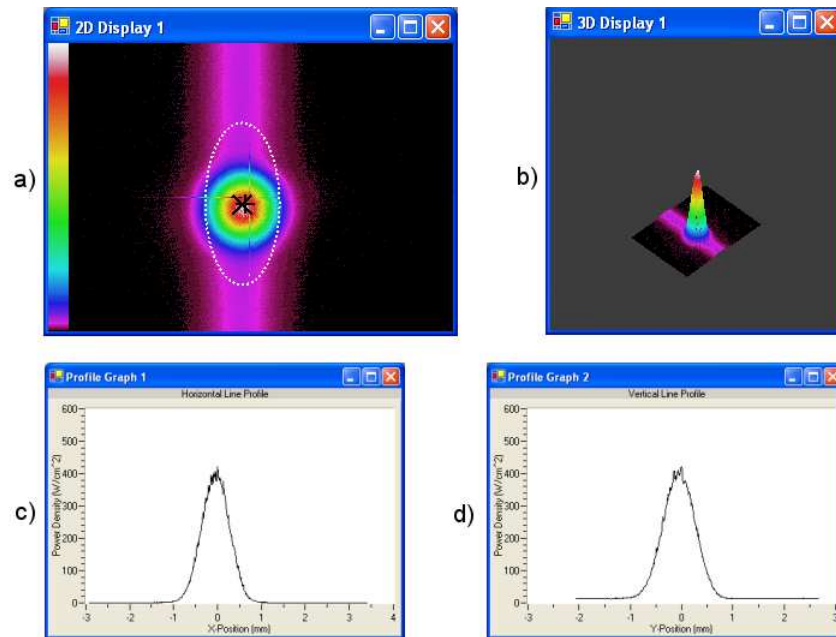 2D Display 1
3D Display 1
a)
b)
Profile Graph 1
Horizontal Line Profile
600
500
400
300
200
100
0
Power Density (W/cm^2)
-3
-2
-1
0
1
2
3
4
X-Position (mm)
c)
Profile Graph 2
Vertical Line Profile
600
500
400
300
200
100
0
Power Density (W/cm^2)
-3
-2
-1
0
1
2
3
Y-Position (mm)
d)